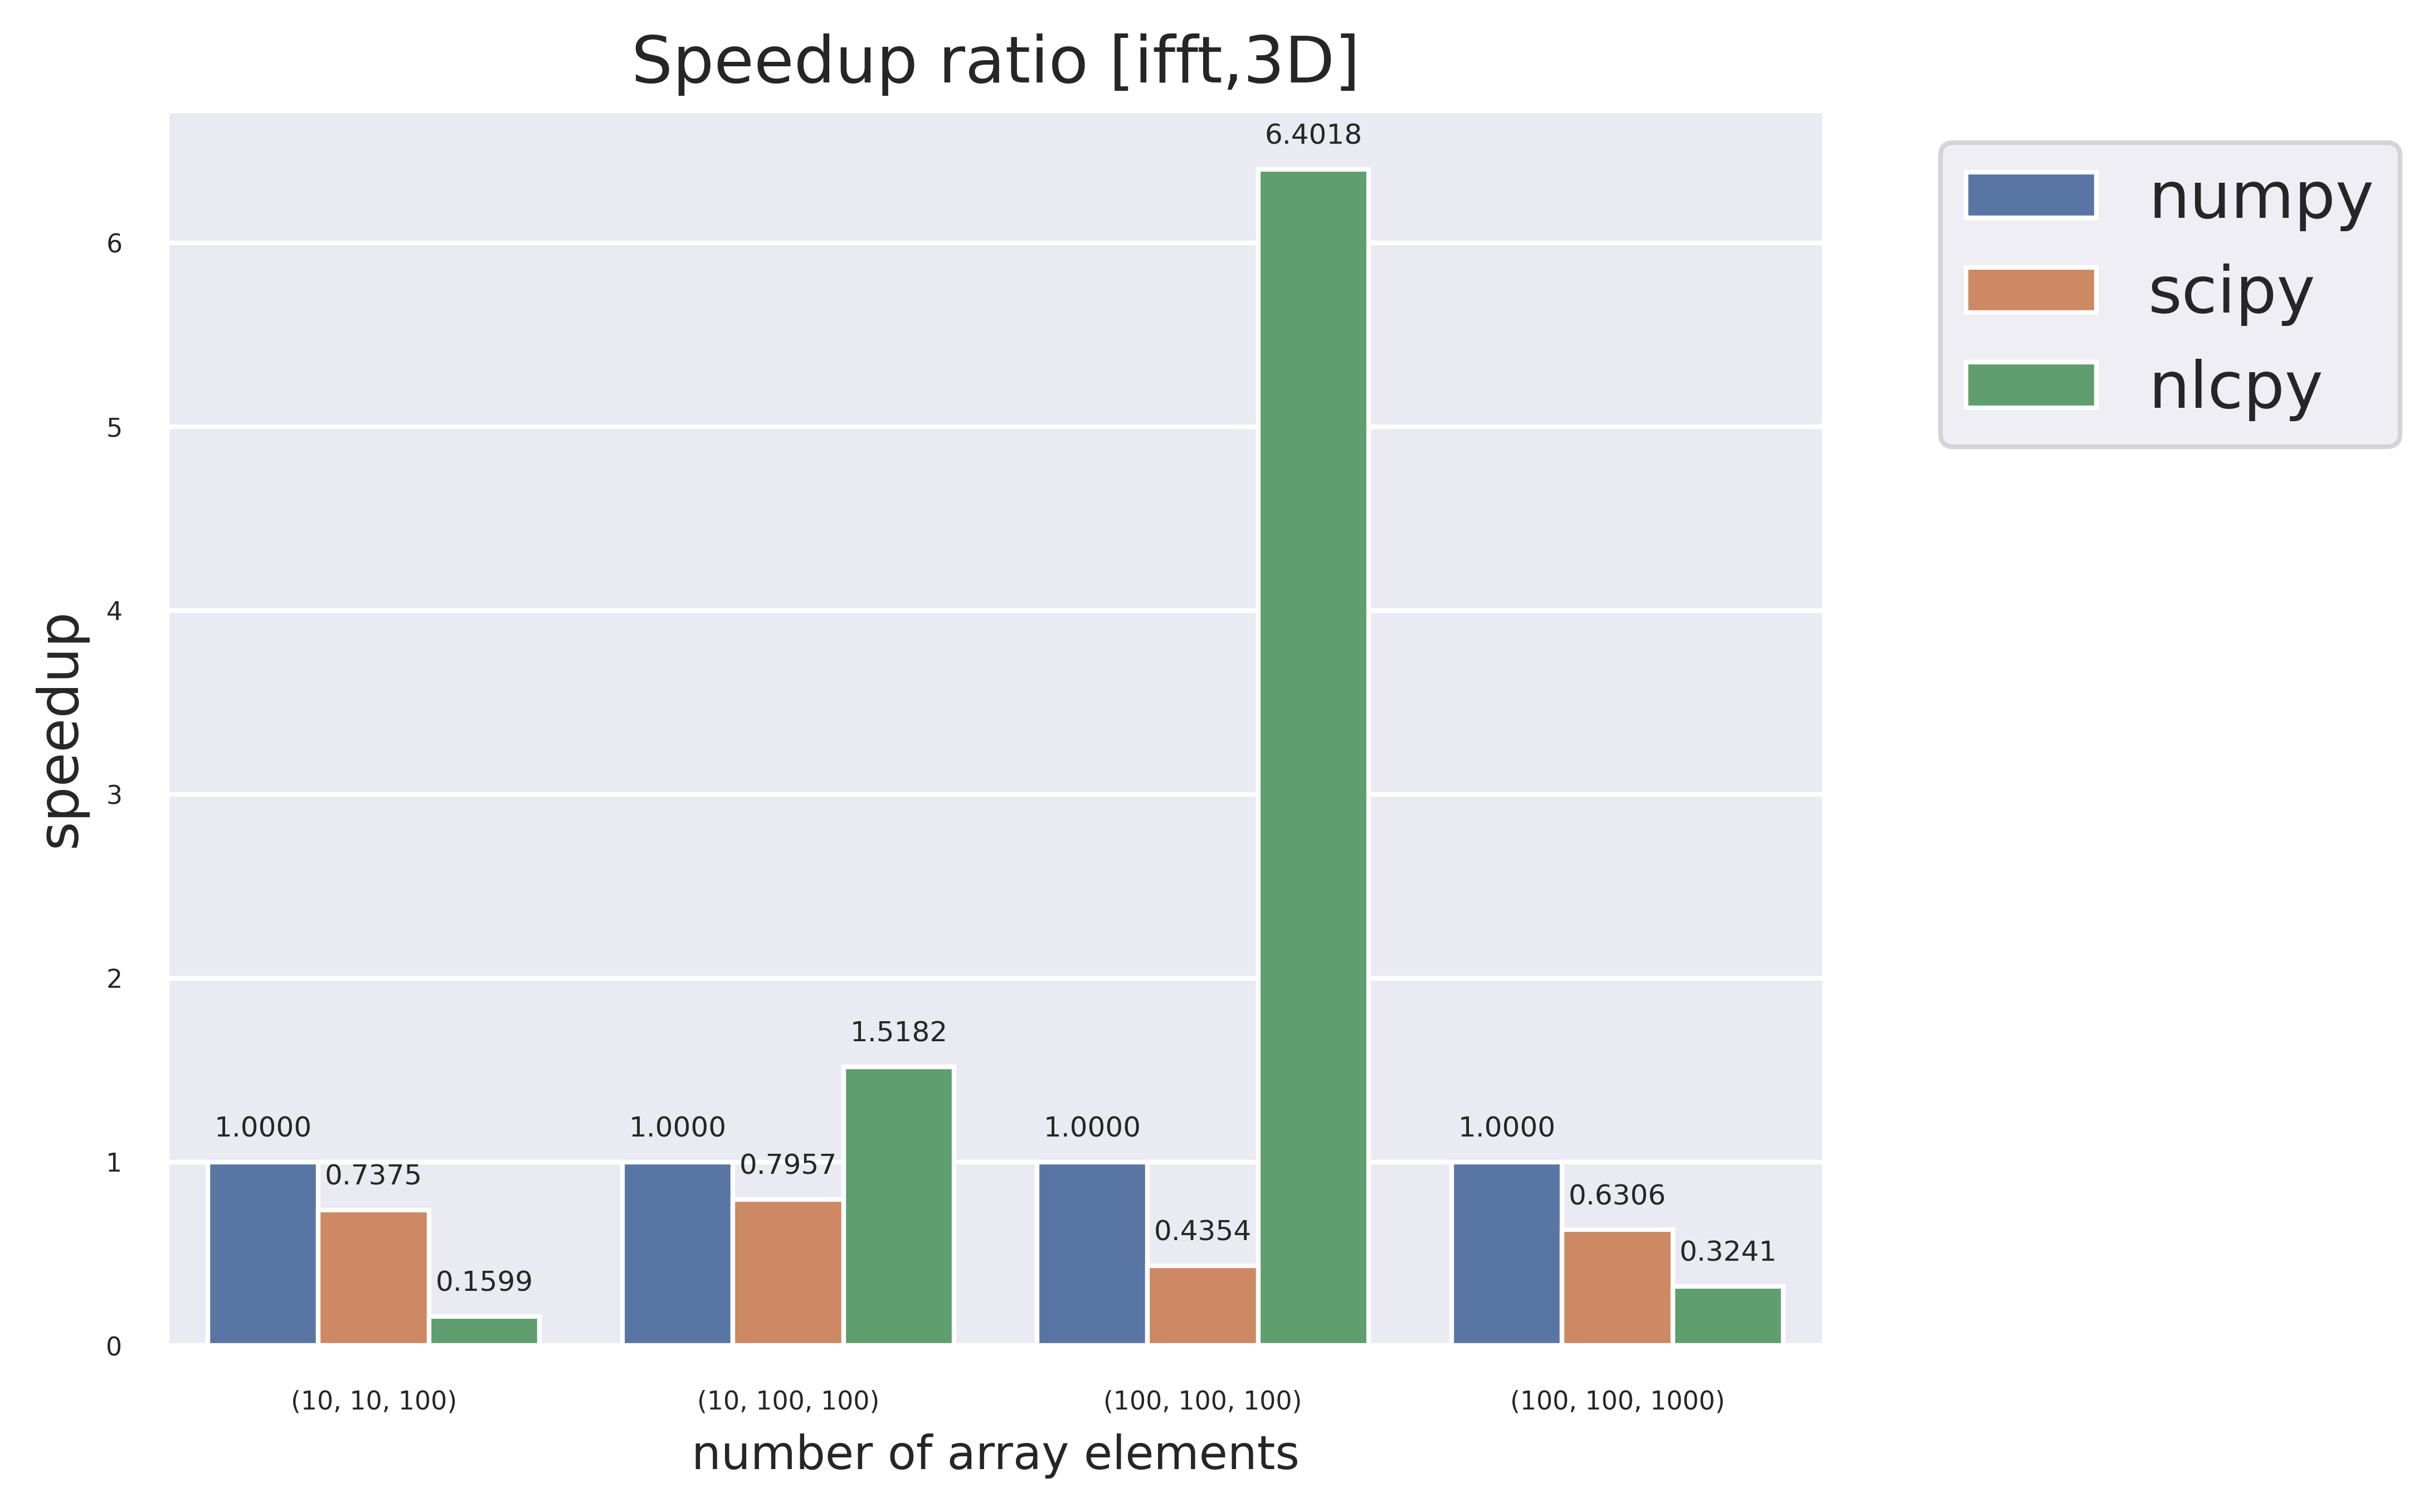 Speedup ratio [ifft,3D]
numpy
scipy
nlcpy
speedup
6
5
4
3
2
1
0
1.0000
0.7375
0.1599
1.0000
0.7957
1.5182
1.0000
0.4354
6.4018
1.0000
0.6306
0.3241
(10, 10, 100)
(10, 100, 100)
(100, 100, 100)
(100, 100, 1000)
number of array elements